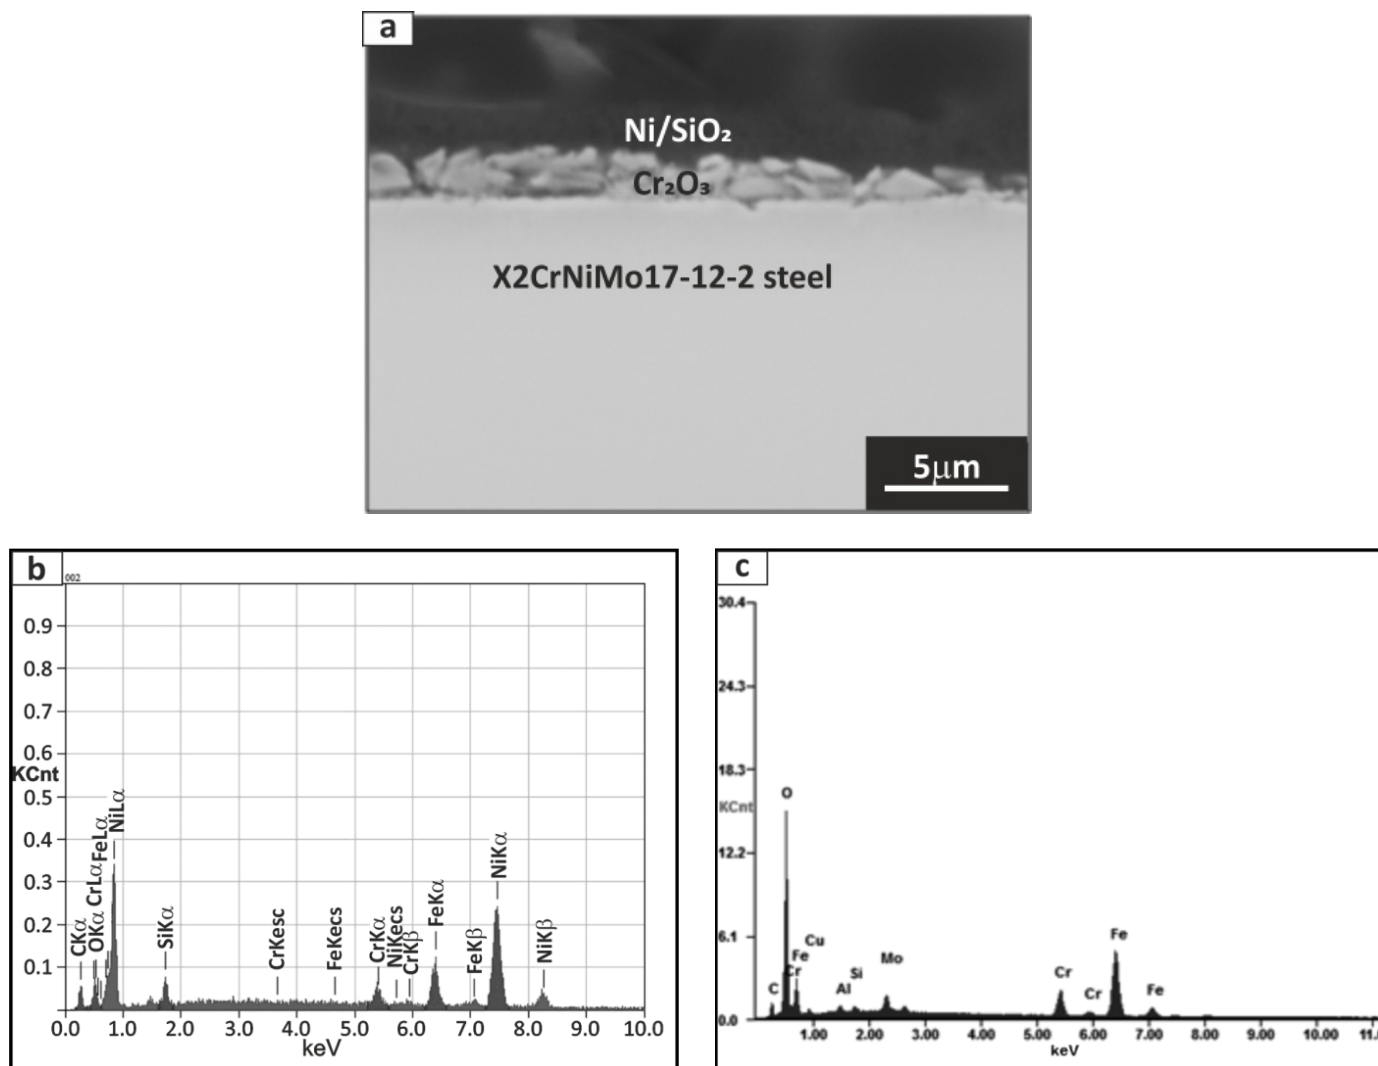 a
Ni/SiO₂
Cr₂O₃
X2CrNiMo17-12-2 steel
5μm
b
002
0.9
0.8
0.7
0.6
KCnt
0.5
0.4
0.3
0.2
0.1
CKα
OKα
CrLα
FeLα
NiLα
SiKα
CrKesc
FeKecs
CrKα
NiKecs
CrKβ
FeKα
FeKβ
NiKα
NiKβ
0.0 1.0 2.0 3.0 4.0 5.0 6.0 7.0 8.0 9.0 10.0
keV
c
30.4
24.3
18.3
KCnt
12.2
6.1
0.0
O
C
Cr
Fe
Cu
Al
Si
Mo
Cr
Cr
Fe
Fe
1.00 2.00 3.00 4.00 5.00 6.00 7.00 8.00 9.00 10.00 11.0
keV